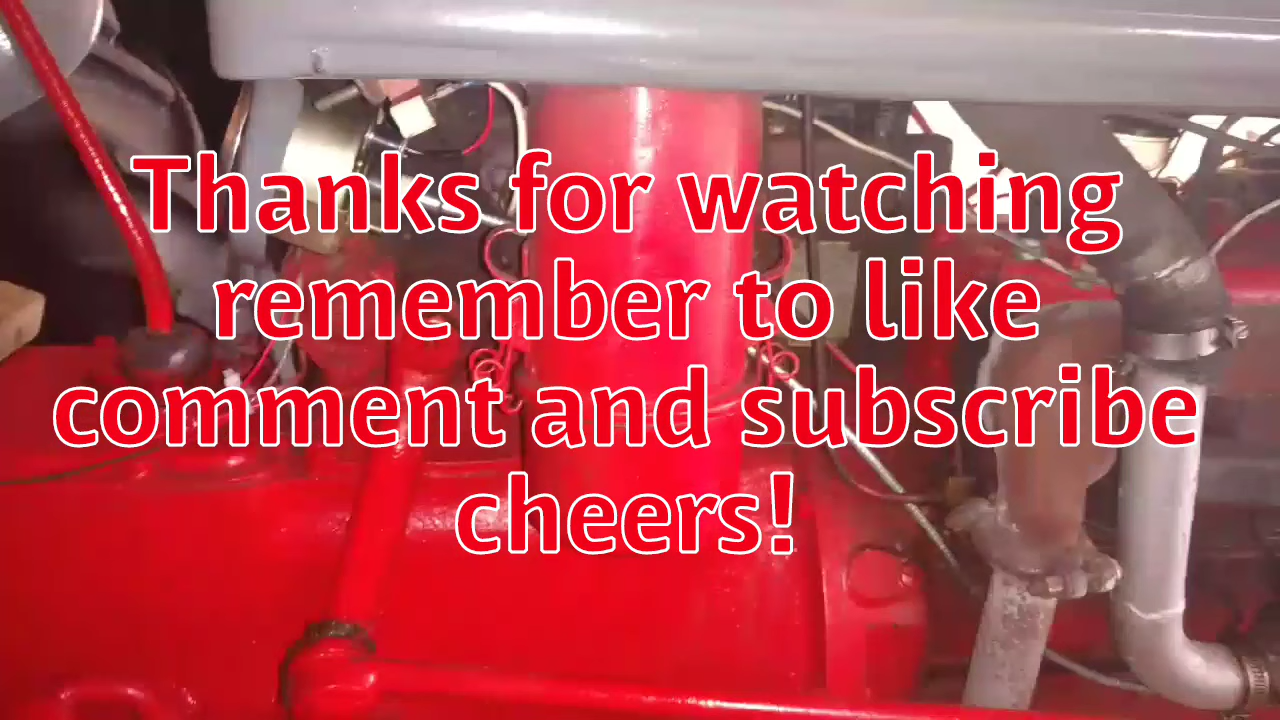 Thanks for watching
remember to like
comment and subscribe
cheers!